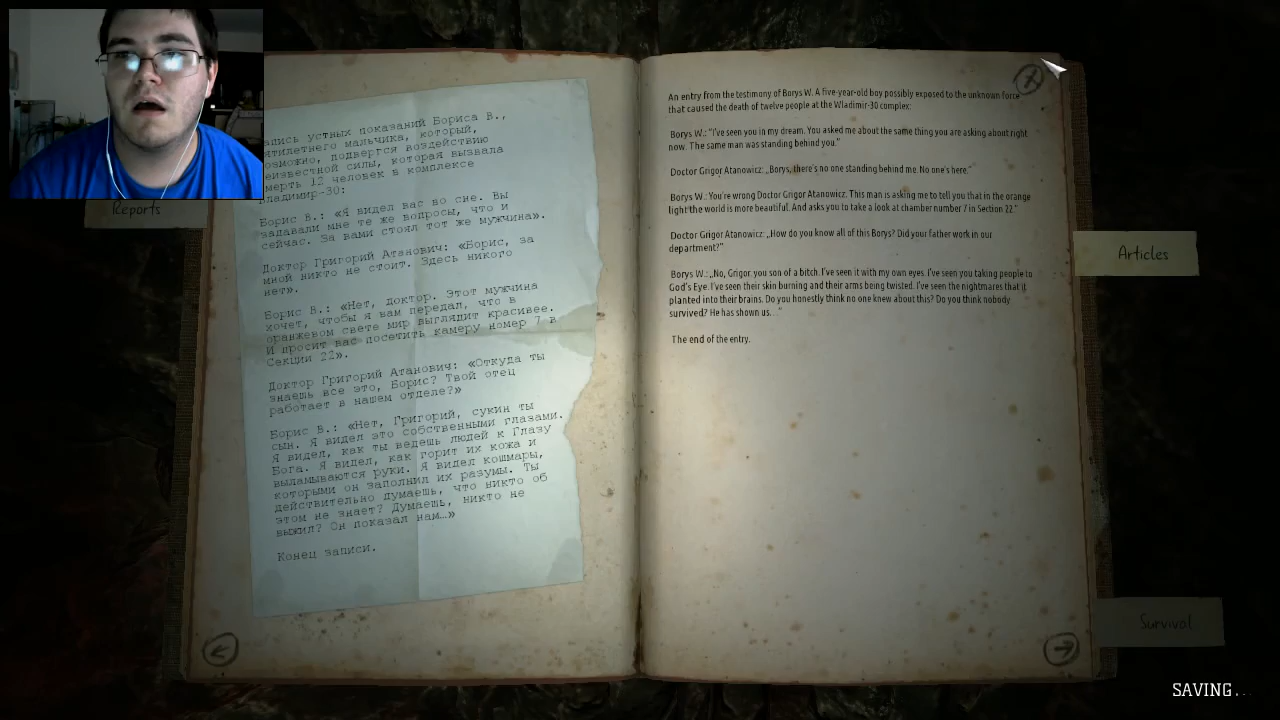 апись устных показаний Бориса В.,
ятилетнего мальчика, который,
озможно, подвергся воздействию
еизвестной силы, которая вызвала
мерть 12 человек в комплексе
ладимир-30:
Борис В.: «Я видел вас во сне. Вы
задавали мне те же вопросы, что и
сейчас. За вами стоял тот же мужчина».
Доктор Григорий Атанович: «Борис, за
мной никто не стоит. Здесь никого
нет».
Борис В.: «Нет, доктор. Этот мужчина
хочет, чтобы я вам передал, что в
оранжевом свете мир выглядит красивее.
И просит вас посетить камеру номер 7 в
Секции 22».
Доктор Григорий Атанович: «Откуда ты
знаешь все это, Борис? Твой отец
работает в нашем отделе?»
Борис В.: «Нет, Григорий, сукин ты
сын. Я видел это собственными глазами.
Я видел, как ты ведешь людей к Глазу
Бога. Я видел, как горит их кожа и
выламываются руки. Я видел кошмары,
которыми он заполнил их разумы. Ты
действительно думаешь, что никто об
этом не знает? Думаешь, никто не
выжил? Он показал нам…»
Конец записи.
An entry from the testimony of Borys W. A five-year-old boy possibly exposed to the unknown force
that caused the death of twelve people at the Wladimir-30 complex:
Borys W.: "I've seen you in my dream. You asked me about the same thing you are asking about right
now. The same man was standing behind you."
Doctor Grigor Atanowicz: „Borys, there's no one standing behind me. No one's here."
Borys W.: You're wrong Doctor Grigor Atanowicz. This man is asking me to tell you that in the orange
light the world is more beautiful. And asks you to take a look at chamber number 7 in Section 22."
Doctor Grigor Atanowicz: „How do you know all of this Borys? Did your father work in our
department?"
Borys W.: „No, Grigor, you son of a bitch. I've seen it with my own eyes. I've seen you taking people to
God's Eye. I've seen their skin burning and their arms being twisted. I've seen the nightmares that it
planted into their brains. Do you honestly think no one knew about this? Do you think nobody
survived? He has shown us..."
The end of the entry.
Reports
Articles
Survival
SAVING..